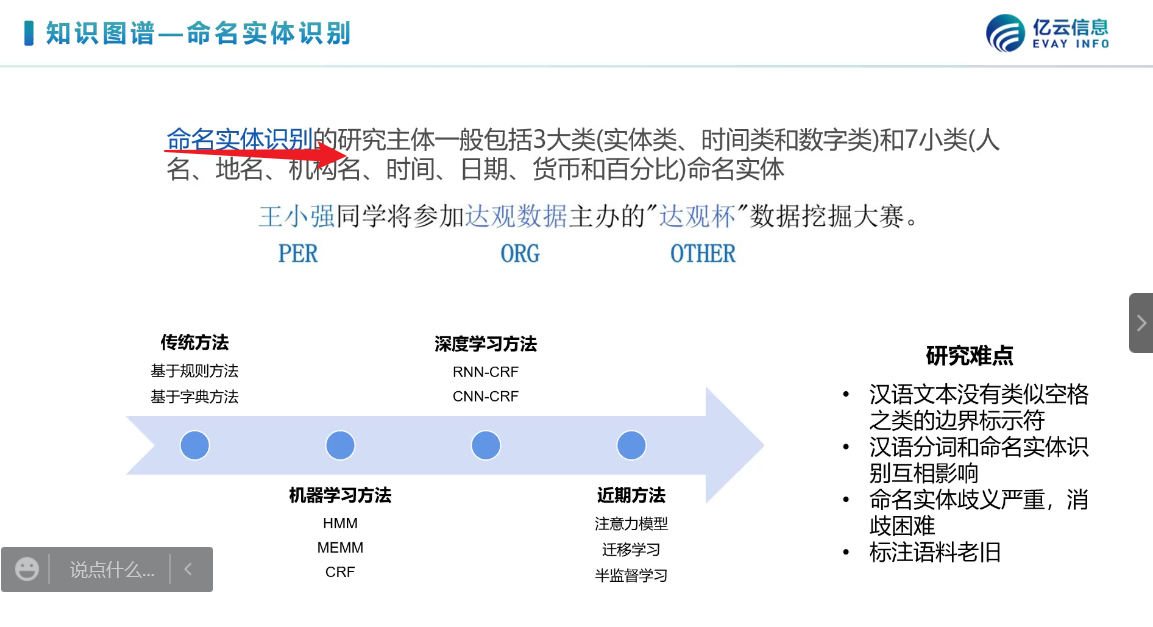 知识图谱—命名实体识别
亿云信息
EVAY INFO
命名实体识别的研究主体一般包括3大类(实体类、时间类和数字类)和7小类(人
名、地名、机构名、时间、日期、货币和百分比)命名实体
王小强同学将参加达观数据主办的"达观杯"数据挖掘大赛。
PER ORG OTHER
传统方法
基于规则方法
基于字典方法
深度学习方法
RNN-CRF
CNN-CRF
机器学习方法
HMM
MEMM
CRF
近期方法
注意力模型
迁移学习
半监督学习
研究难点
• 汉语文本没有类似空格
之类的边界标示符
• 汉语分词和命名实体识
别互相影响
• 命名实体歧义严重，消
歧困难
• 标注语料老旧
说点什么...